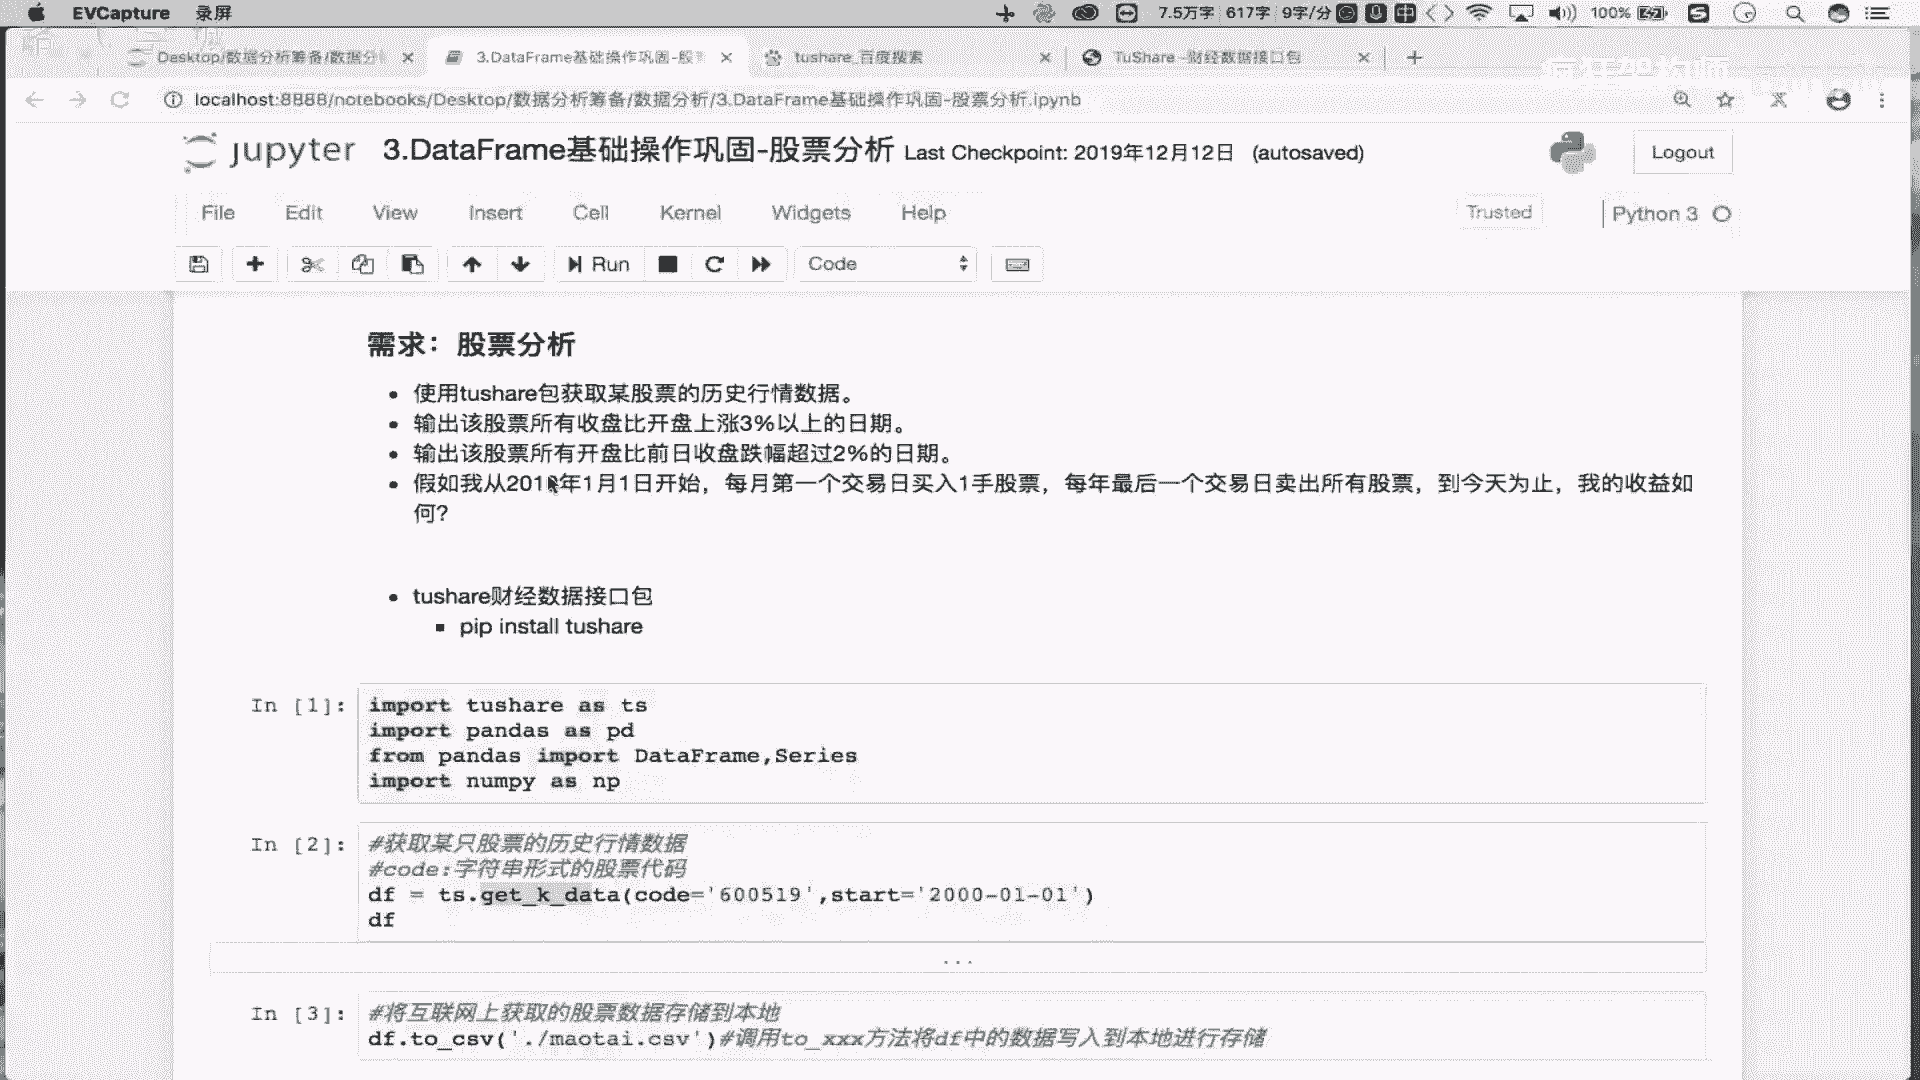 EVCapture 录屏 7.5万字 617字 9字/分 中 100%
Desktop/数据分析筹备/数据分 3.DataFrame基础操作巩固-股 tushare_百度搜索 TuShare -财经数据接口包
localhost:8888/notebooks/Desktop/数据分析筹备/数据分析/3.DataFrame基础操作巩固-股票分析.ipynb
jupyter 3.DataFrame基础操作巩固-股票分析 Last Checkpoint: 2019年12月12日 (autosaved) Logout
File Edit View Insert Cell Kernel Widgets Help Trusted Python 3
Run Code
需求：股票分析
使用tushare包获取某股票的历史行情数据。
输出该股票所有收盘比开盘上涨3%以上的日期。
输出该股票所有开盘比前日收盘跌幅超过2%的日期。
假如我从年1月1日开始，每月第一个交易日买入1手股票，每年最后一个交易日卖出所有股票，到今天为止，我的收益如
何?
tushare财经数据接口包
pip install tushare
In [1]: import tushare as ts
import pandas as pd
from pandas import DataFrame,Series
import numpy as np
In [2]: #获取某只股票的历史行情数据
#code:字符串形式的股票代码
df = ts.get_k_data(code='600519',start='2000-01-01')
df
...
In [3]: #将互联网上获取的股票数据存储到本地
df.to_csv('./maotai.csv')#调用to_xxx方法将df中的数据写入到本地进行存储